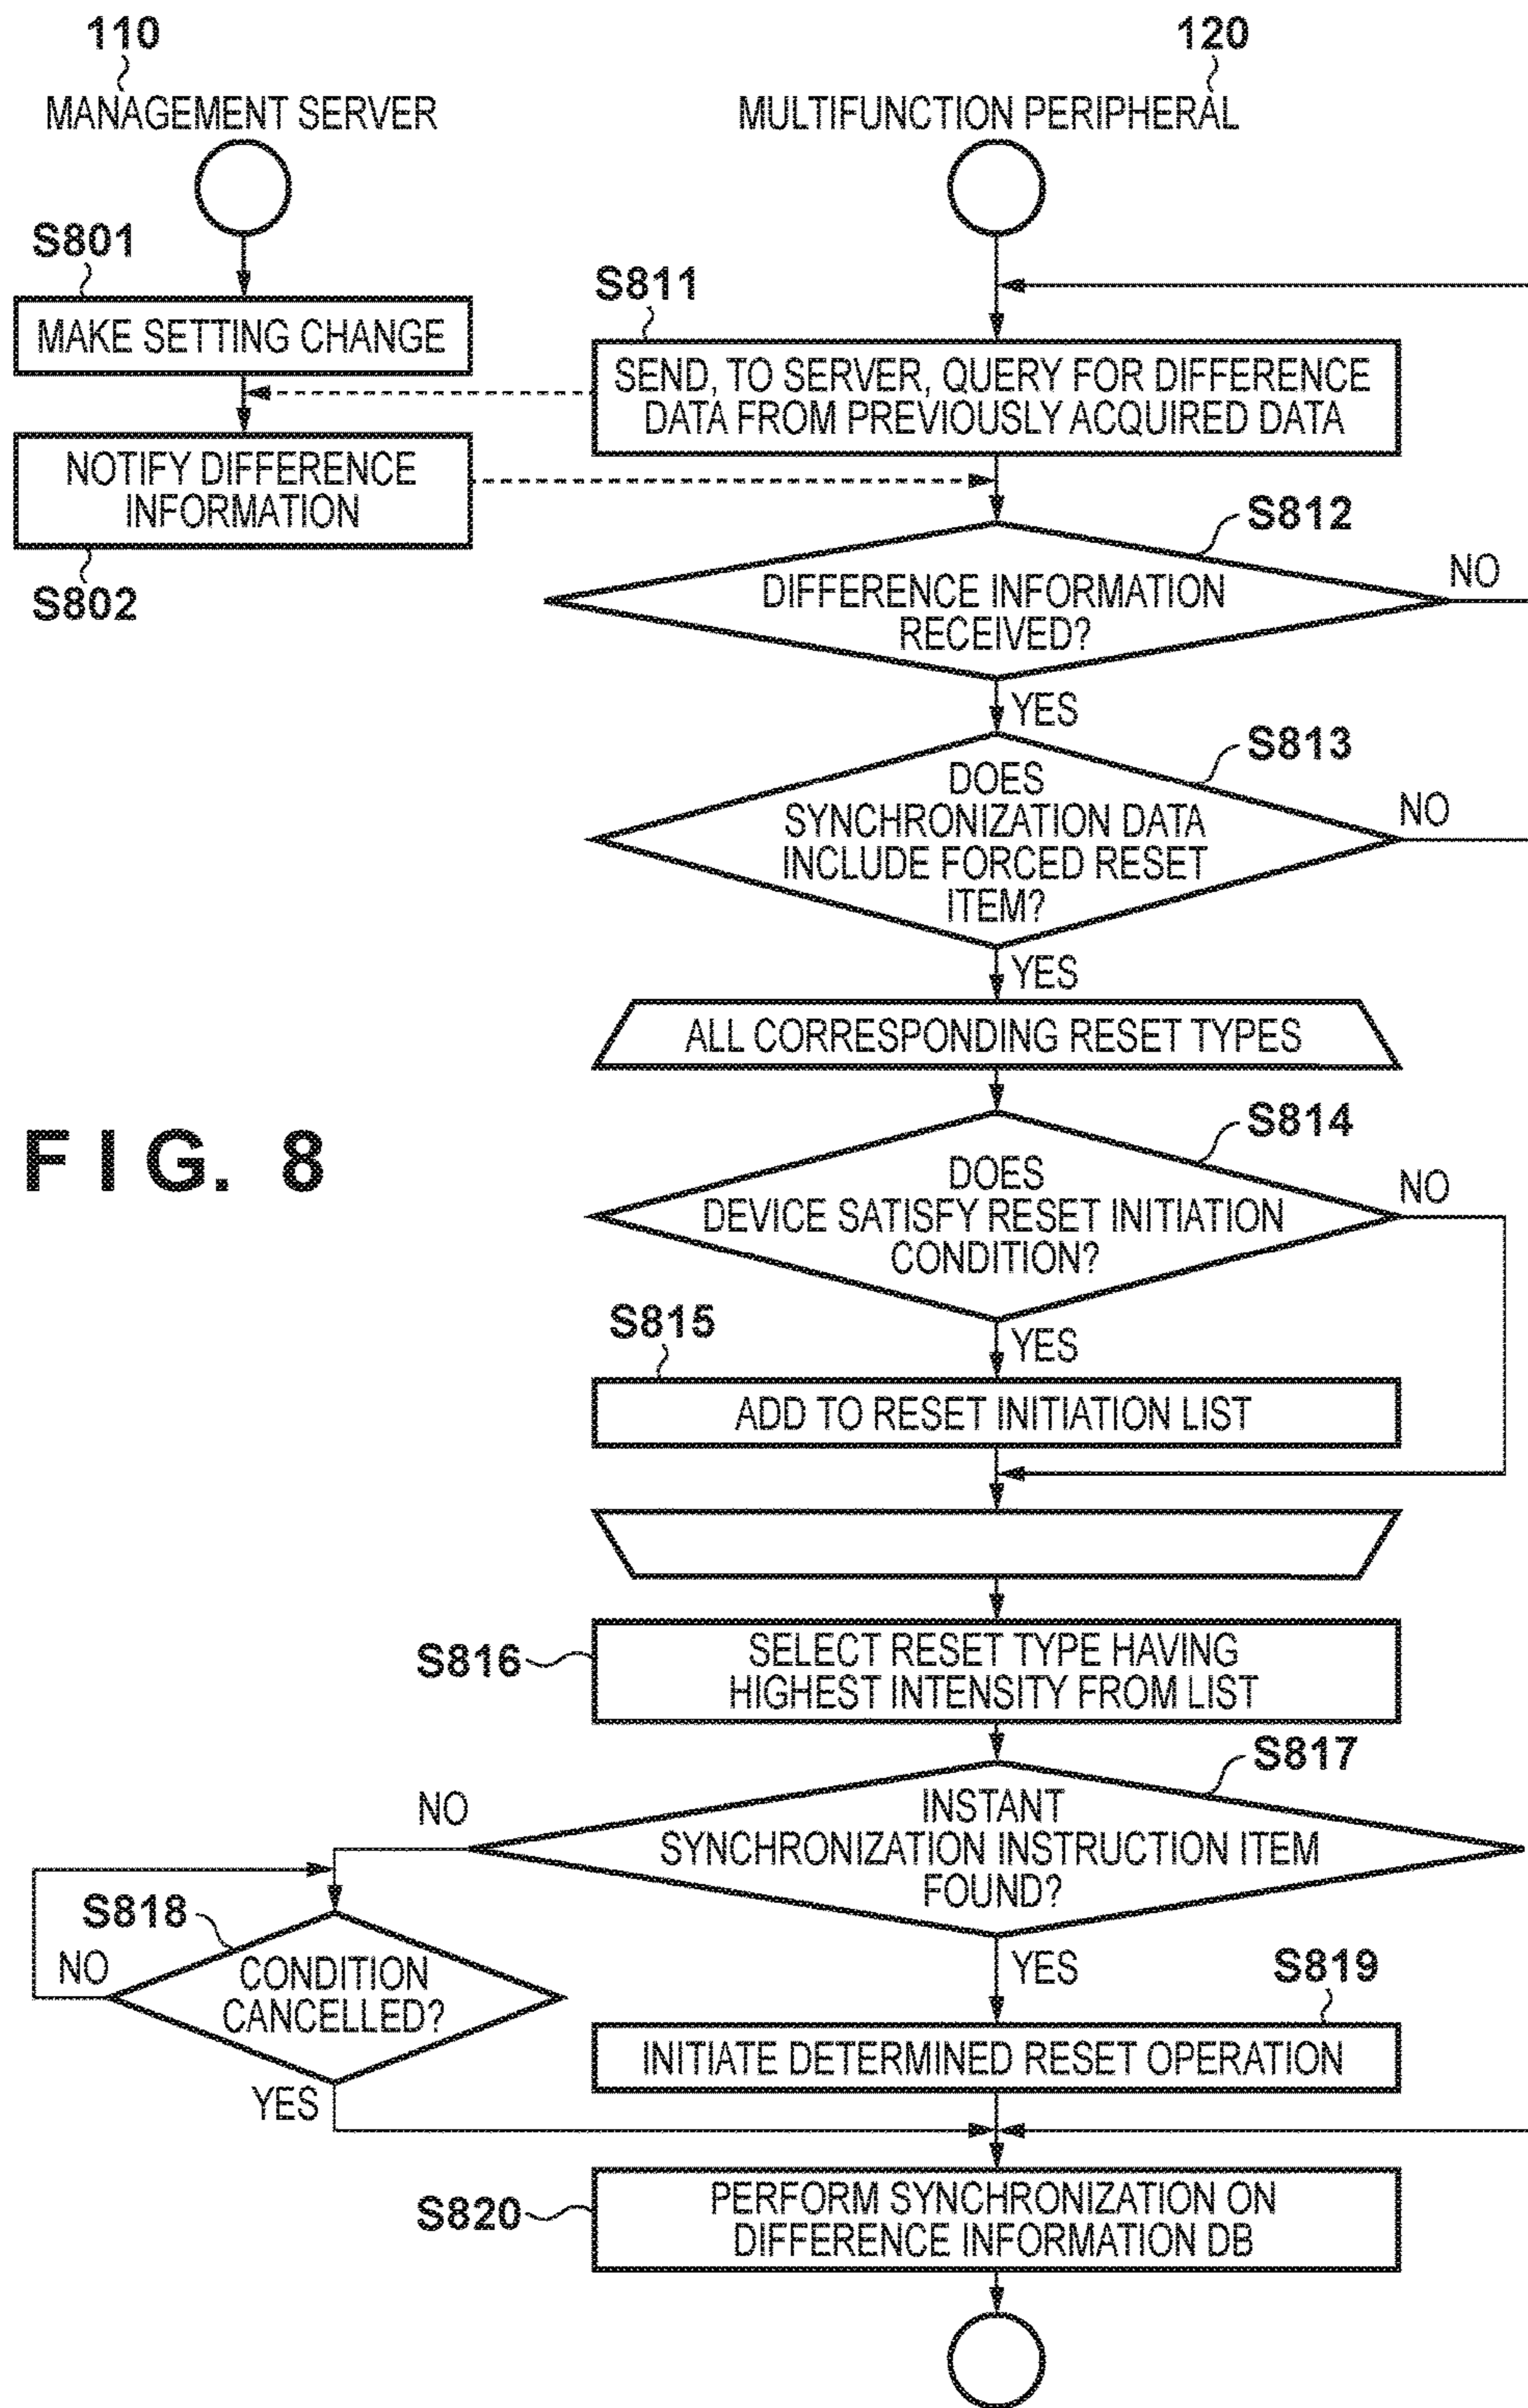 110
MANAGEMENT SERVER
120
MULTIFUNCTION PERIPHERAL
S801
MAKE SETTING CHANGE
S811
SEND, TO SERVER, QUERY FOR DIFFERENCE
DATA FROM PREVIOUSLY ACQUIRED DATA
NOTIFY DIFFERENCE
INFORMATION
S802
S812
DIFFERENCE INFORMATION
RECEIVED?
NO
YES
S813
DOES
SYNCHRONIZATION DATA
INCLUDE FORCED RESET
ITEM?
NO
YES
ALL CORRESPONDING RESET TYPES
FIG. 8
S814
DOES
DEVICE SATISFY RESET INITIATION
CONDITION?
NO
YES
S815
ADD TO RESET INITIATION LIST
S816
SELECT RESET TYPE HAVING
HIGHEST INTENSITY FROM LIST
S817
INSTANT
SYNCHRONIZATION INSTRUCTION ITEM
FOUND?
NO
YES
S818
CONDITION
CANCELLED?
NO
YES
S819
INITIATE DETERMINED RESET OPERATION
S820
PERFORM SYNCHRONIZATION ON
DIFFERENCE INFORMATION DB